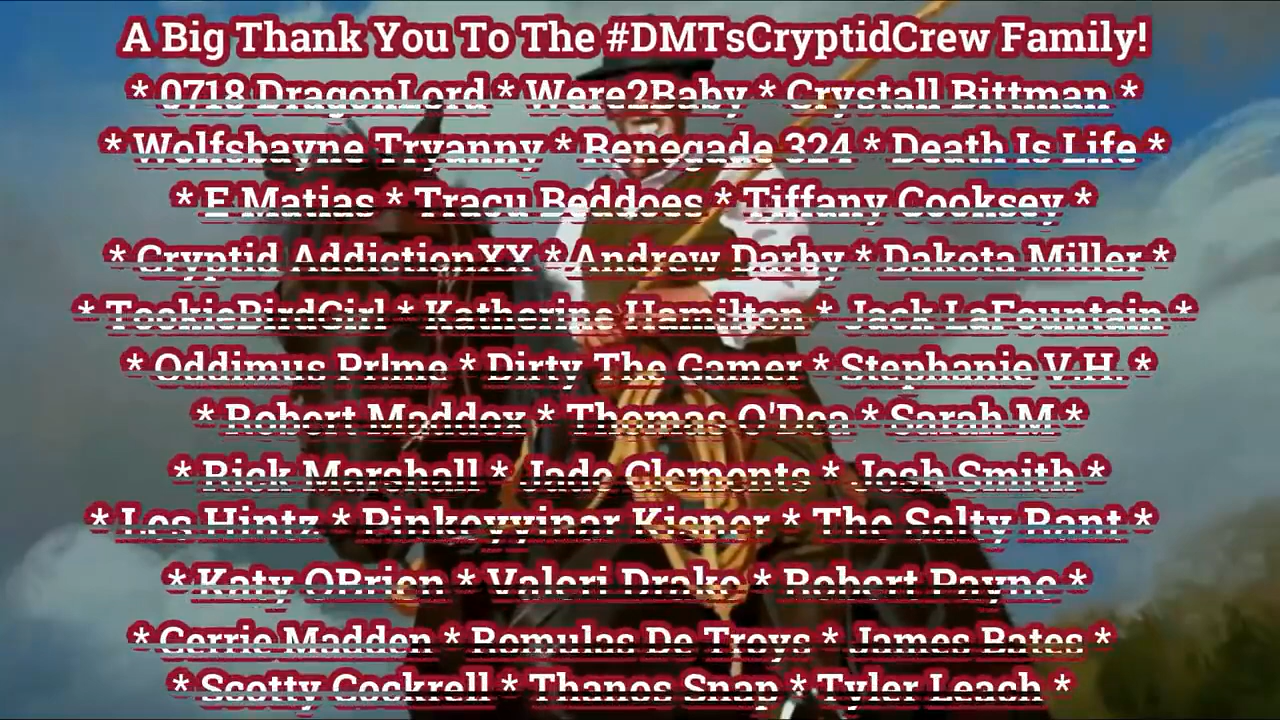 A Big Thank You To The #DMTsCryptidCrew Family!
* 0718 DragonLord * Were2Baby * Crystall Bittman *
* Wolfsbayne Tryanny * Renegade 324 * Death Is Life *
* E Matias * Tracy Beddoes * Tiffany Cooksey *
* Cryptid AddictionXX * Andrew Darby * Dakota Miller *
* TookieBirdGirl * Katherine Hamilton * Jack LaFountain *
* Oddimus Pr!me * Dirty The Gamer * Stephanie V.H. *
* Robert Maddox * Thomas O'Dea * Sarah M *
* Rick Marshall * Jade Clements * Josh Smith *
* Les Hintz * * The Salty Rant *
* Katy OBrien * Valeri Drake * Robert Payne *
* Gerrie Madden * Romulas De Troys * James Bates *
* Scotty Cockrell * Thanos Snap * Tyler Leach *